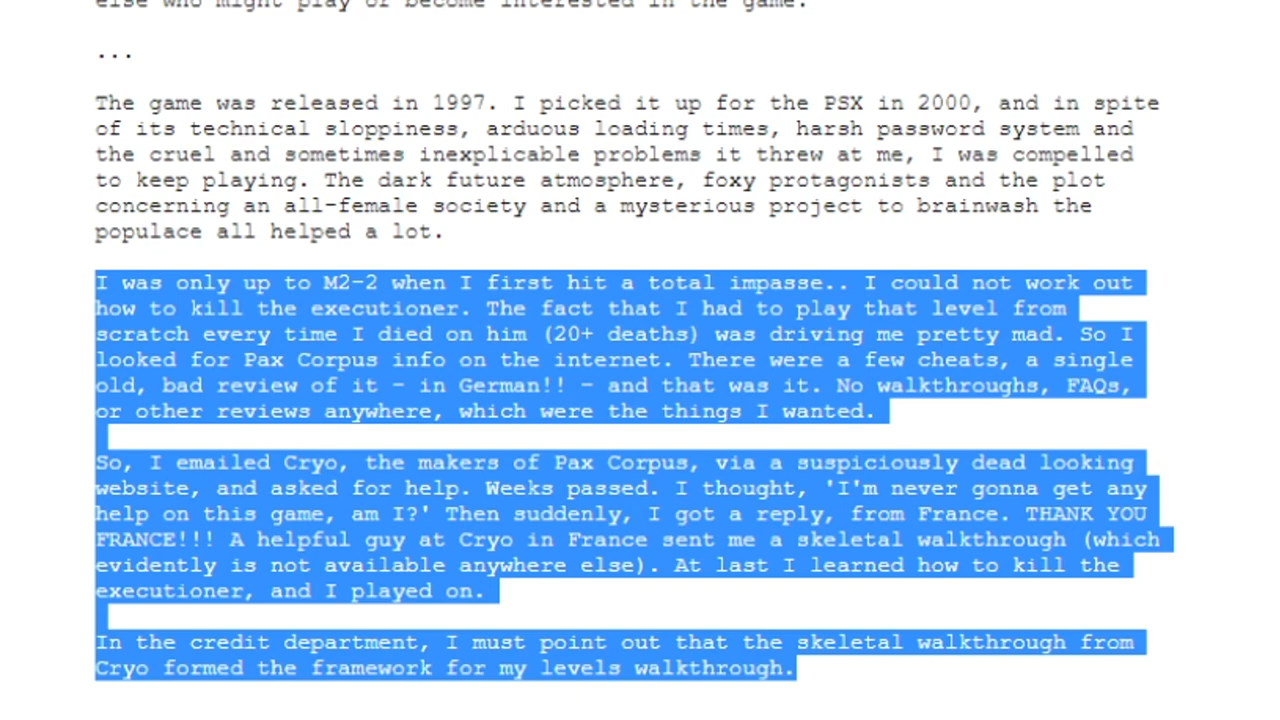 else who might play or become interested in the game.
...
The game was released in 1997. I picked it up for the PSX in 2000, and in spite
of its technical sloppiness, arduous loading times, harsh password system and
the cruel and sometimes inexplicable problems it threw at me, I was compelled
to keep playing. The dark future atmosphere, foxy protagonists and the plot
concerning an all-female society and a mysterious project to brainwash the
populace all helped a lot.
I was only up to M2-2 when I first hit a total impasse.. I could not work out
how to kill the executioner. The fact that I had to play that level from
scratch every time I died on him (20+ deaths) was driving me pretty mad. So I
looked for Pax Corpus info on the internet. There were a few cheats, a single
old, bad review of it - in German!! - and that was it. No walkthroughs, FAQs,
or other reviews anywhere, which were the things I wanted.
So, I emailed Cryo, the makers of Pax Corpus, via a suspiciously dead looking
website, and asked for help. Weeks passed. I thought, 'I'm never gonna get any
help on this game, am I?' Then suddenly, I got a reply, from France. THANK YOU
FRANCE!!! A helpful guy at Cryo in France sent me a skeletal walkthrough (which
evidently is not available anywhere else). At last I learned how to kill the
executioner, and I played on.
In the credit department, I must point out that the skeletal walkthrough from
Cryo formed the framework for my levels walkthrough.